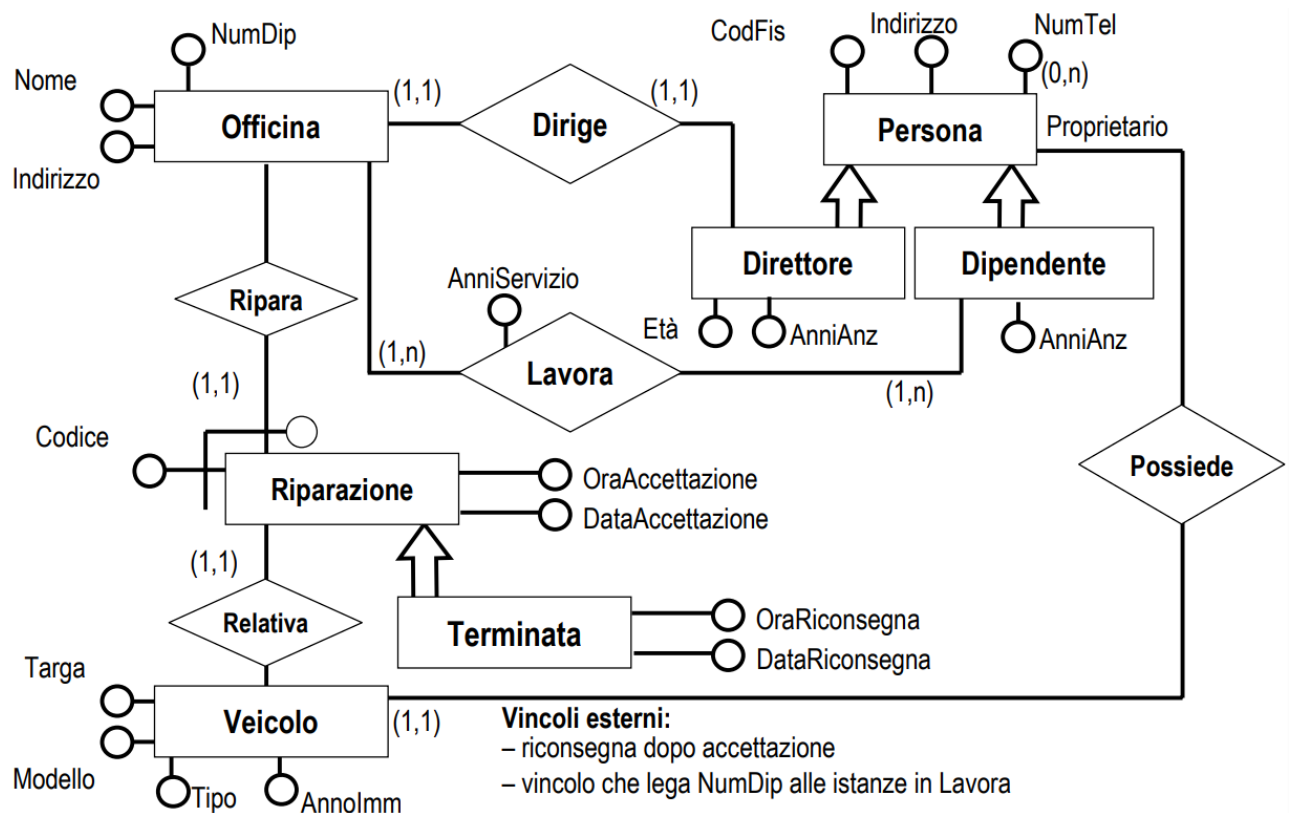 NumDip
CodFis
Indirizzo
NumTel
(0,n)
Nome
Officina
(1,1)
Dirige
(1,1)
Persona
Proprietario
Indirizzo
Direttore
Dipendente
Ripara
AnniServizio
Età
AnniAnz
AnniAnz
(1,n)
Lavora
(1,n)
(1,1)
Codice
Riparazione
OraAccettazione
DataAccettazione
Possiede
(1,1)
Relativa
Terminata
OraRiconsegna
DataRiconsegna
Targa
Veicolo
(1,1)
Modello
Tipo
AnnoImm
Vincoli esterni:
– riconsegna dopo accettazione
– vincolo che lega NumDip alle istanze in Lavora